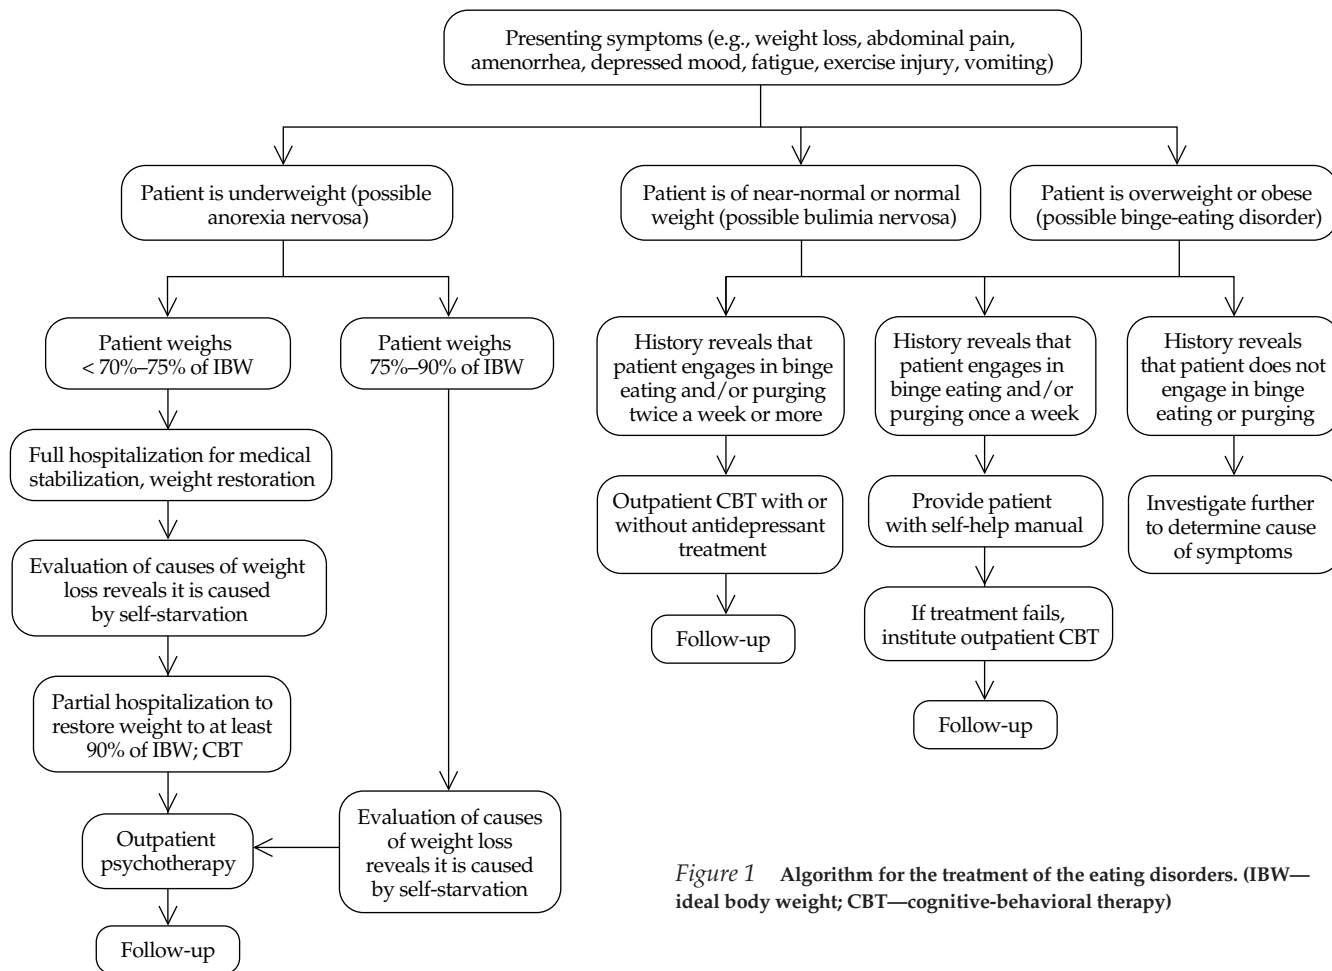 Presenting symptoms (e.g., weight loss, abdominal pain,
amenorrhea, depressed mood, fatigue, exercise injury, vomiting)
Patient is underweight (possible
anorexia nervosa)
Patient is of near-normal or normal
weight (possible bulimia nervosa)
Patient is overweight or obese
(possible binge-eating disorder)
Patient weighs
< 70%–75% of IBW
Patient weighs
75%–90% of IBW
History reveals that
patient engages in binge
eating and/or purging
twice a week or more
History reveals that
patient engages in
binge eating and/or
purging once a week
History reveals
that patient does not
engage in binge
eating or purging
Full hospitalization for medical
stabilization, weight restoration
Outpatient CBT with or
without antidepressant
treatment
Provide patient
with self-help manual
Investigate further
to determine cause
of symptoms
Evaluation of causes of weight
loss reveals it is caused
by self-starvation
Follow-up
If treatment fails,
institute outpatient CBT
Partial hospitalization to
restore weight to at least
90% of IBW; CBT
Follow-up
Outpatient
psychotherapy
Evaluation of causes
of weight loss
reveals it is caused
by self-starvation
Follow-up
Figure 1 Algorithm for the treatment of the eating disorders. (IBW—
ideal body weight; CBT—cognitive-behavioral therapy)